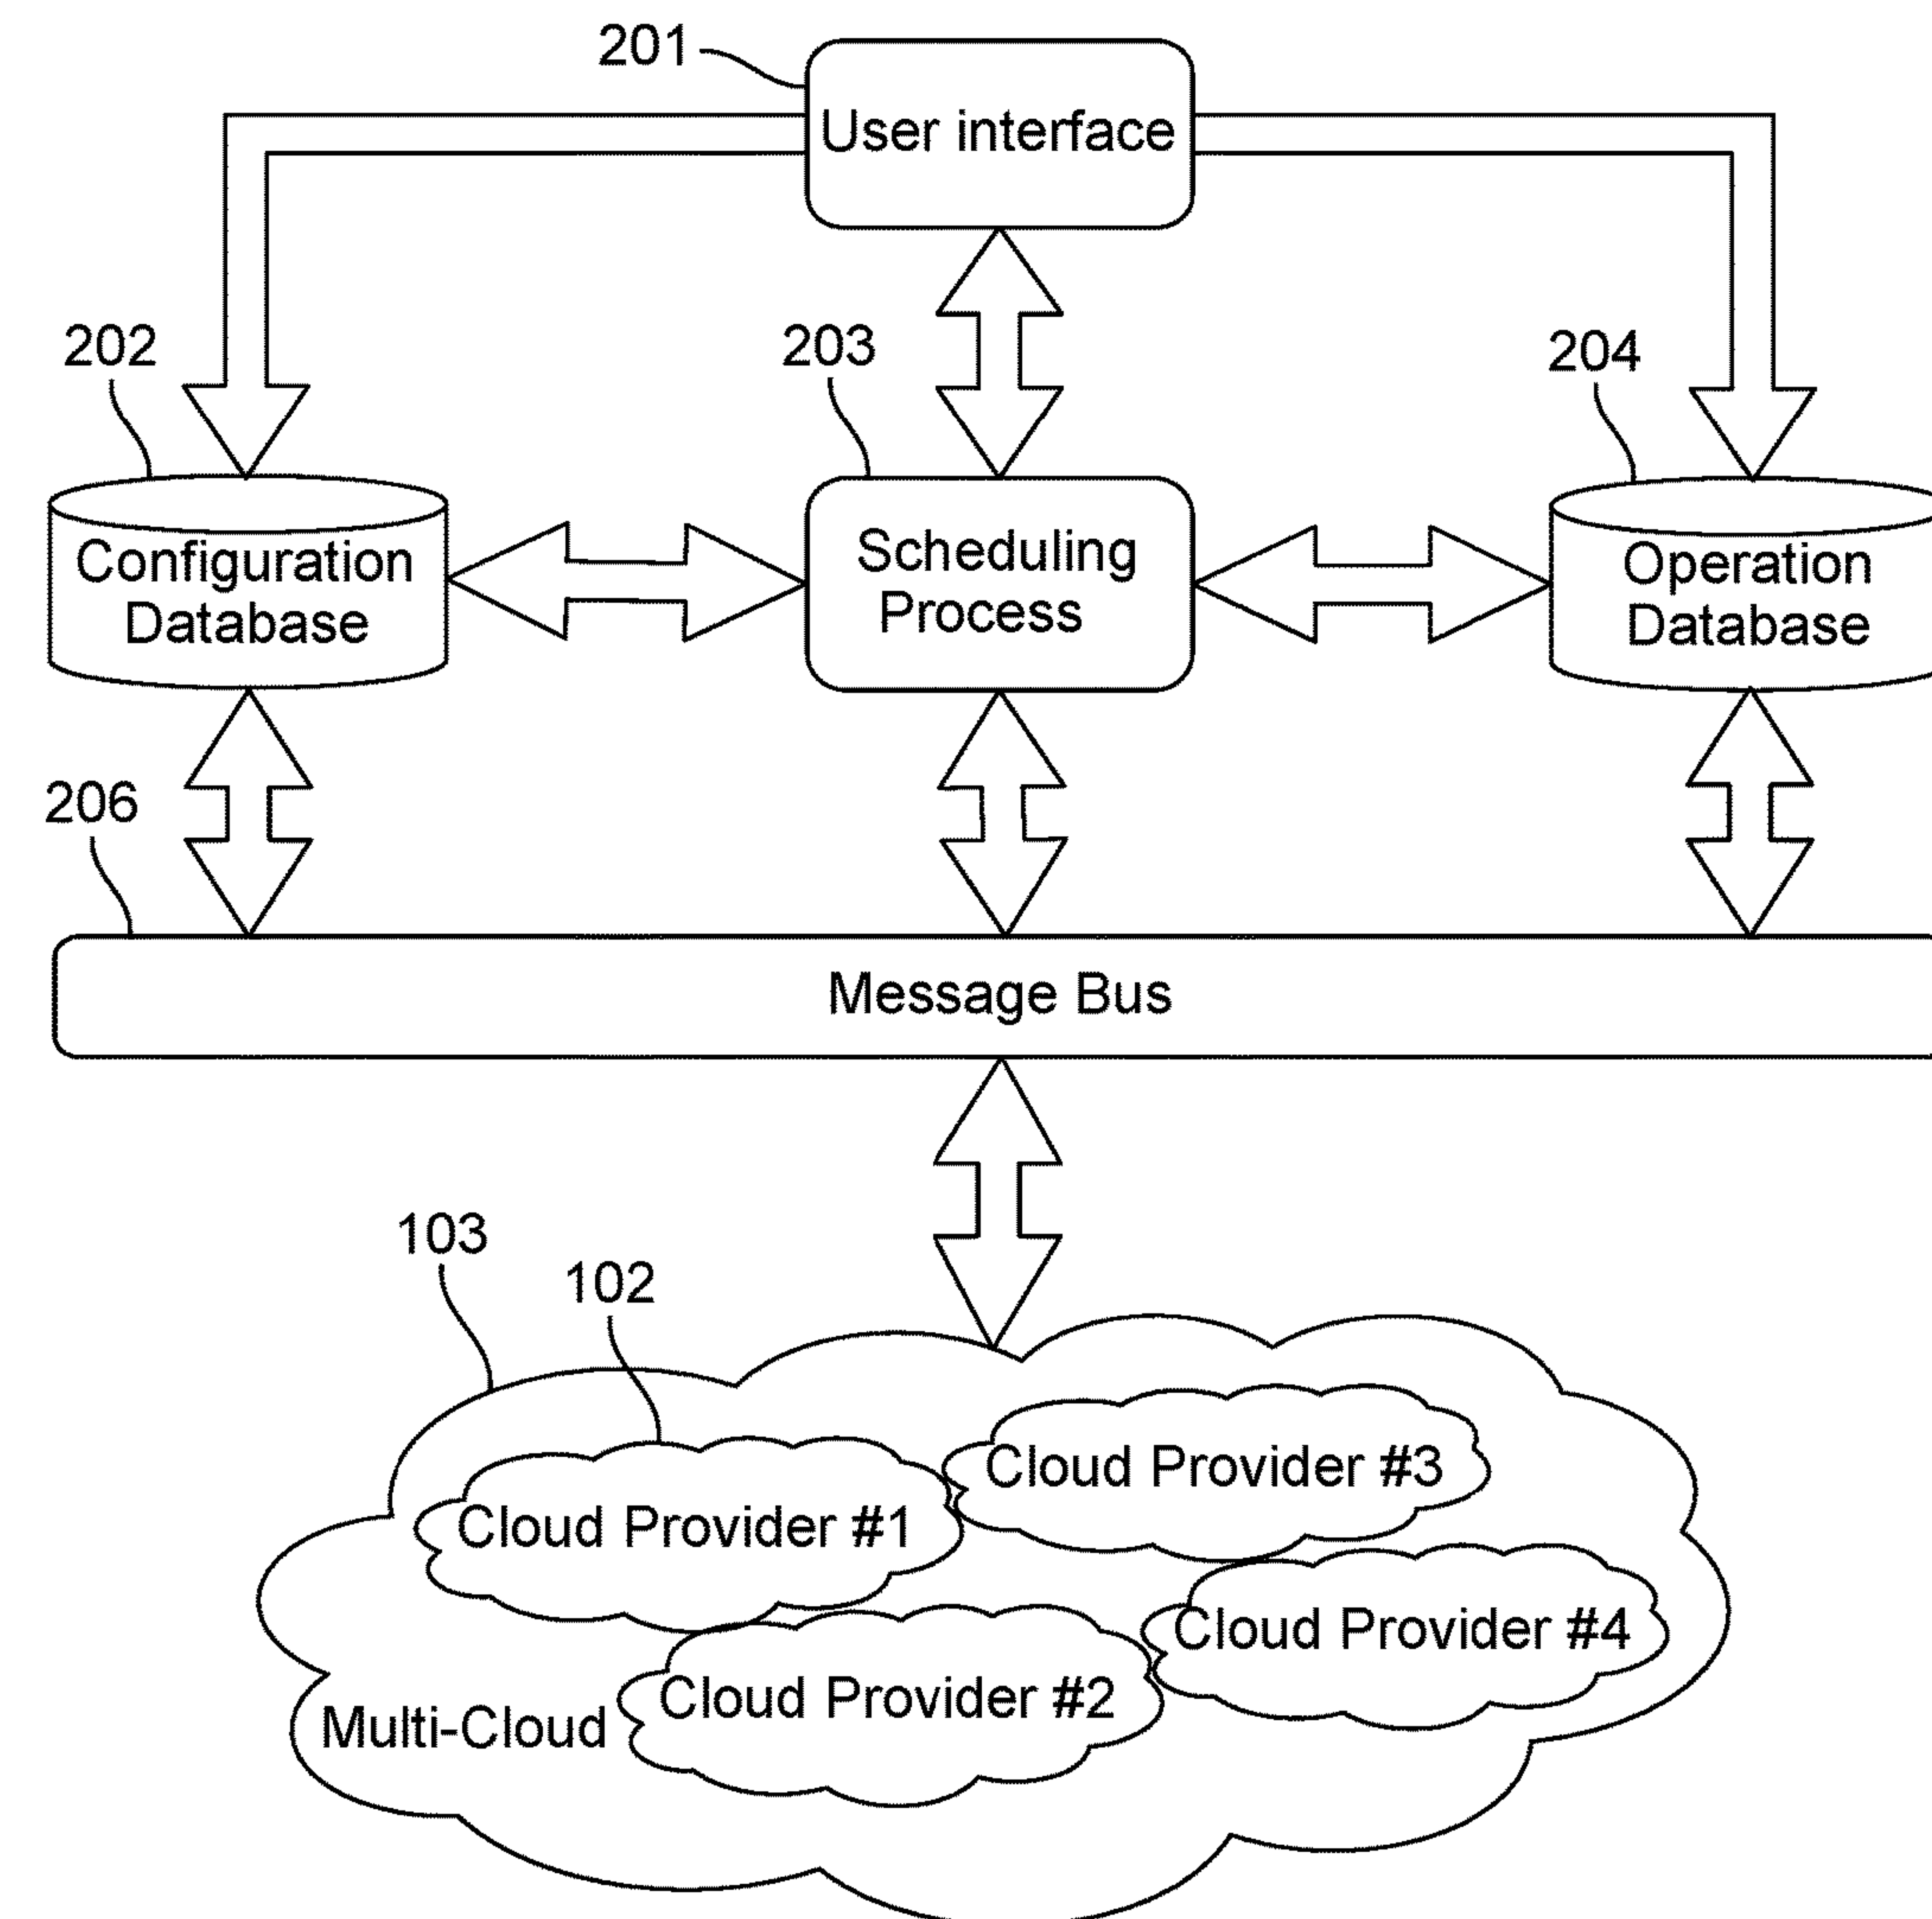 201
User interface
202
203
204
Configuration
Database
Scheduling
Process
Operation
Database
206
Message Bus
103
102
Cloud Provider #3
Cloud Provider #1
Cloud Provider #4
Cloud Provider #2
Multi-Cloud